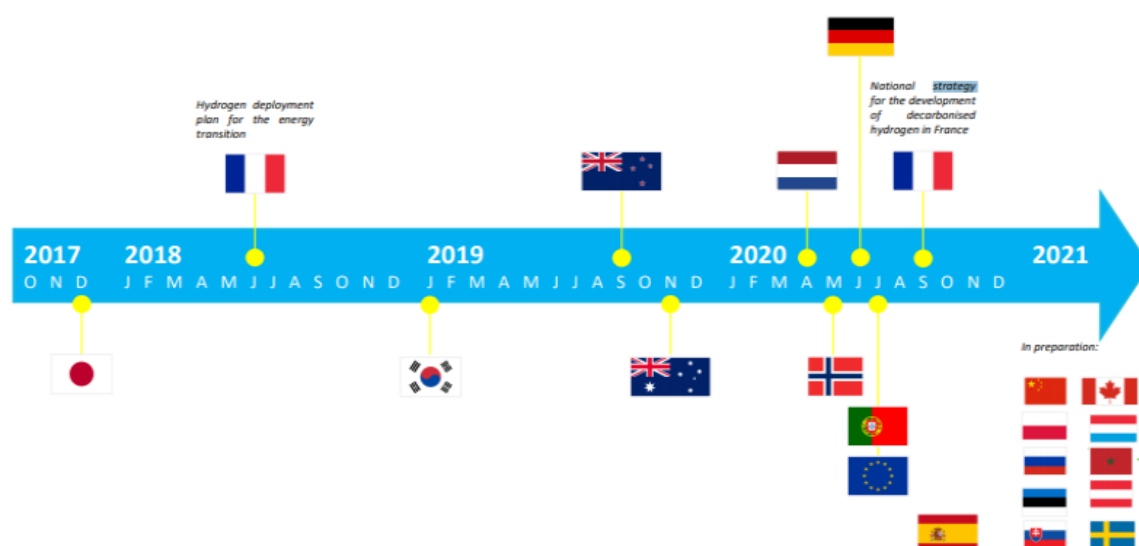 Hydrogen deployment
plan for the energy
transition
National strategy
for the development
of decarbonised
hydrogen in France
2017 2018 2019 2020 2021
O N D J F M A M J J A S O N D J F M A M J J A S O N D J F M A M J J A S O N D
In preparation: